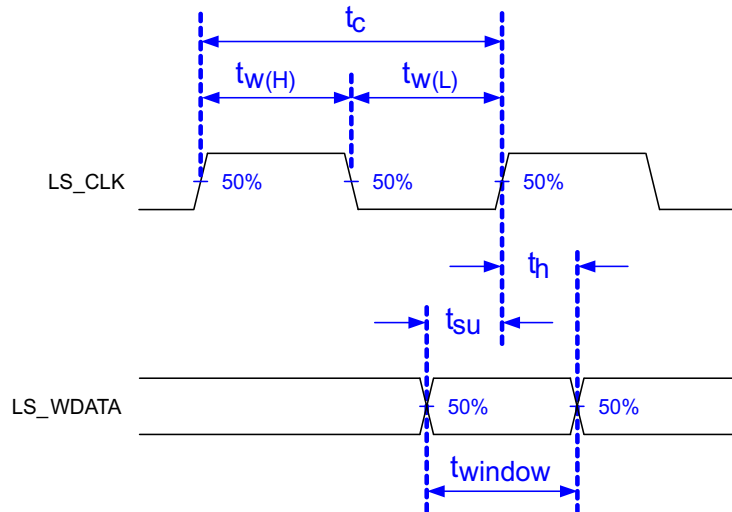 tc
tw(H)
tw(L)
LS_CLK
50%
50%
50%
th
tsu
LS_WDATA
50%
50%
twindow